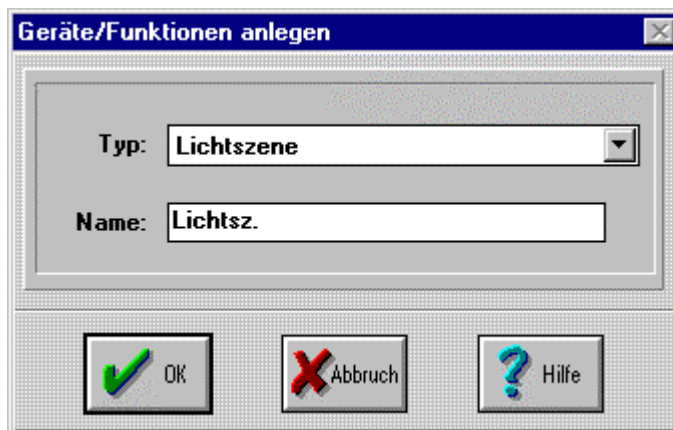 Geräte/Funktionen anlegen
Typ: Lichtszene
Name: Lichtsz.
OK Abbruch Hilfe